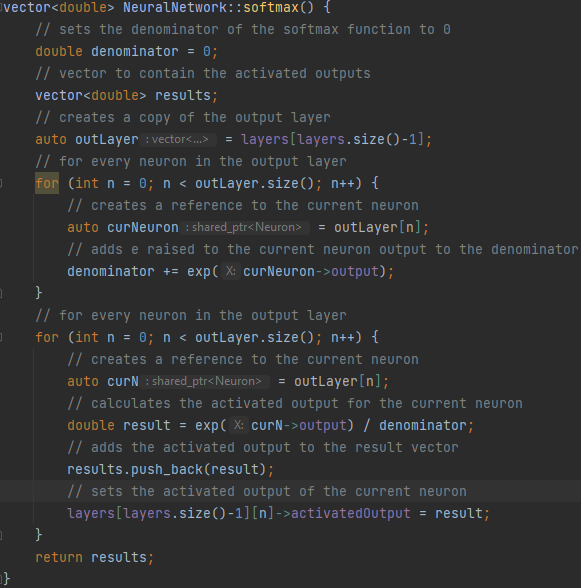 vector<double> NeuralNetwork::softmax() {
    // sets the denominator of the softmax function to 0
    double denominator = 0;
    // vector to contain the activated outputs
    vector<double> results;
    // creates a copy of the output layer
    auto outLayer : vector<...> = layers[layers.size()-1];
    // for every neuron in the output layer
    for (int n = 0; n < outLayer.size(); n++) {
        // creates a reference to the current neuron
        auto curNeuron : shared_ptr<Neuron> = outLayer[n];
        // adds e raised to the current neuron output to the denominator
        denominator += exp( X: curNeuron->output);
    }
    // for every neuron in the output layer
    for (int n = 0; n < outLayer.size(); n++) {
        // creates a reference to the current neuron
        auto curN : shared_ptr<Neuron> = outLayer[n];
        // calculates the activated output for the current neuron
        double result = exp( X: curN->output) / denominator;
        // adds the activated output to the result vector
        results.push_back(result);
        // sets the activated output of the current neuron
        layers[layers.size()-1][n]->activatedOutput = result;
    }
    return results;
}